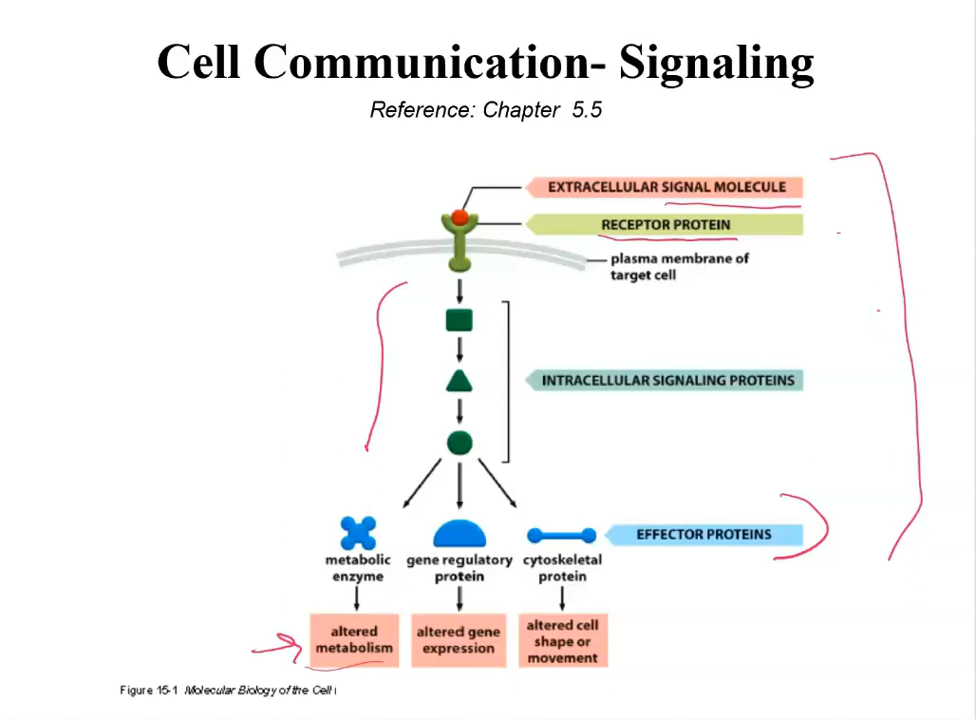 Cell Communication- Signaling
Reference: Chapter 5.5
EXTRACELLULAR SIGNAL MOLECULE
RECEPTOR PROTEIN
plasma membrane of
target cell
INTRACELLULAR SIGNALING PROTEINS
EFFECTOR PROTEINS
metabolic
enzyme
gene regulatory
protein
cytoskeletal
protein
altered
metabolism
altered gene
expression
altered cell
shape or
movement
Figure 15-1 Molecular Biology of the Cell